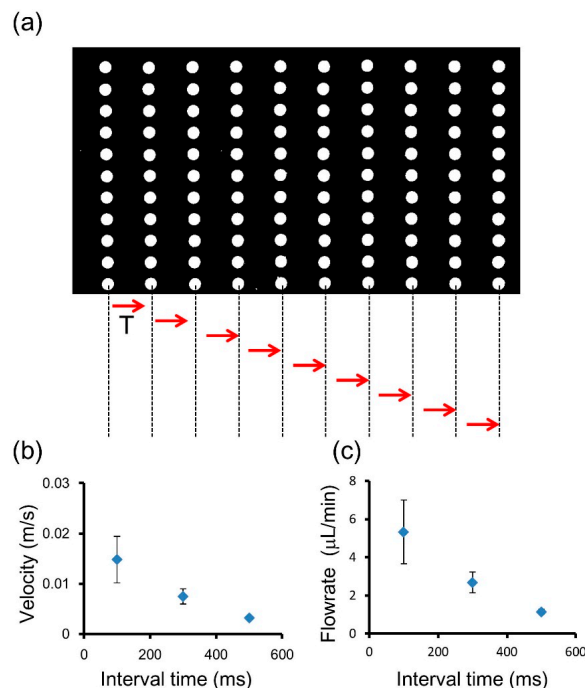 (a)
T
(b)
(c)
Velocity (m/s)
0.03
0.02
0.01
0
0 200 400 600
Interval time (ms)
Flowrate (μL/min)
8
6
4
2
0
0 200 400 600
Interval time (ms)